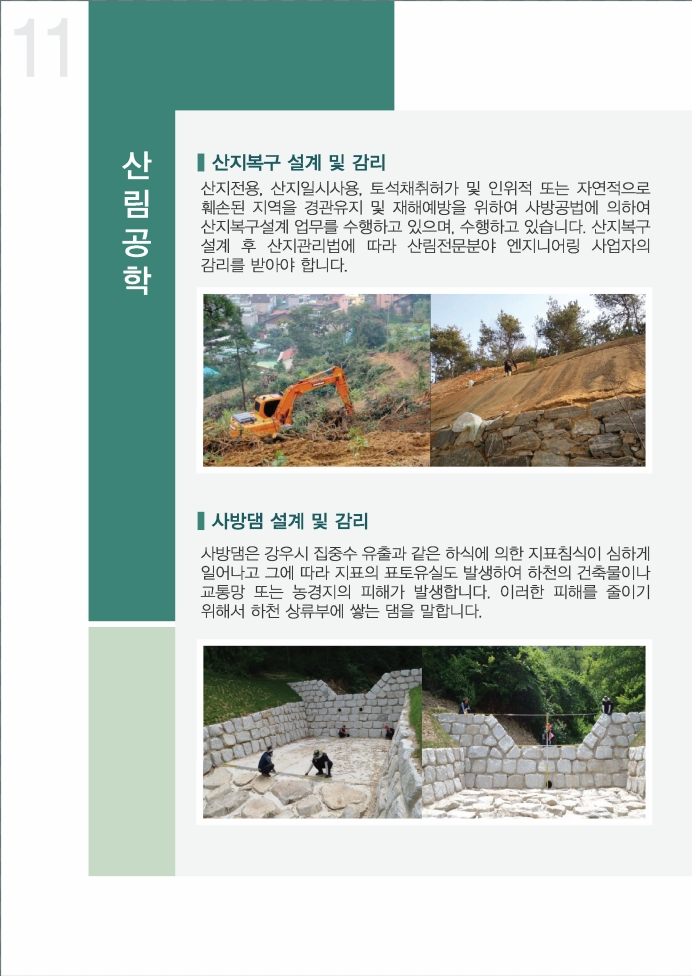 11
산림공학
산지복구 설계 및 감리
산지전용, 산지일시사용, 토석채취허가 및 인위적 또는 자연적으로
훼손된 지역을 경관유지 및 재해예방을 위하여 사방공법에 의하여
산지복구설계 업무를 수행하고 있으며, 수행하고 있습니다. 산지복구
설계 후 산지관리법에 따라 산림전문분야 엔지니어링 사업자의
감리를 받아야 합니다.
사방댐 설계 및 감리
사방댐은 강우시 집중수 유출과 같은 하식에 의한 지표침식이 심하게
일어나고 그에 따라 지표의 표토유실도 발생하여 하천의 건축물이나
교통망 또는 농경지의 피해가 발생합니다. 이러한 피해를 줄이기
위해서 하천 상류부에 쌓는 댐을 말합니다.